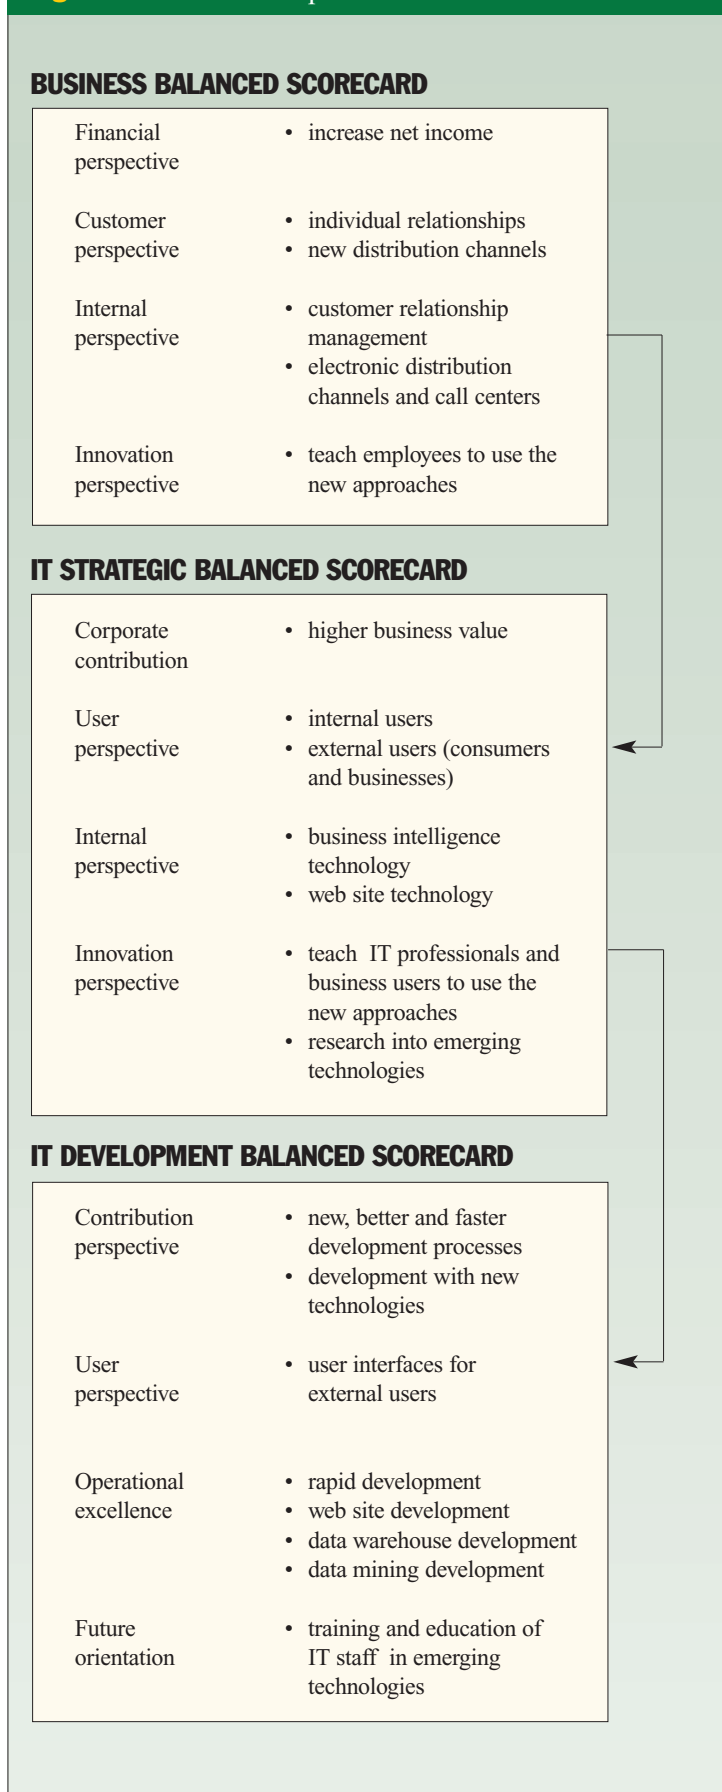 BUSINESS BALANCED SCORECARD
Financial perspective
• increase net income
Customer perspective
• individual relationships
• new distribution channels
Internal perspective
• customer relationship
management
• electronic distribution
channels and call centers
Innovation perspective
• teach employees to use the
new approaches
IT STRATEGIC BALANCED SCORECARD
Corporate contribution
• higher business value
User perspective
• internal users
• external users (consumers
and businesses)
Internal perspective
• business intelligence
technology
• web site technology
Innovation perspective
• teach IT professionals and
business users to use the
new approaches
• research into emerging
technologies
IT DEVELOPMENT BALANCED SCORECARD
Contribution perspective
• new, better and faster
development processes
• development with new
technologies
User perspective
• user interfaces for
external users
Operational excellence
• rapid development
• web site development
• data warehouse development
• data mining development
Future orientation
• training and education of
IT staff in emerging
technologies